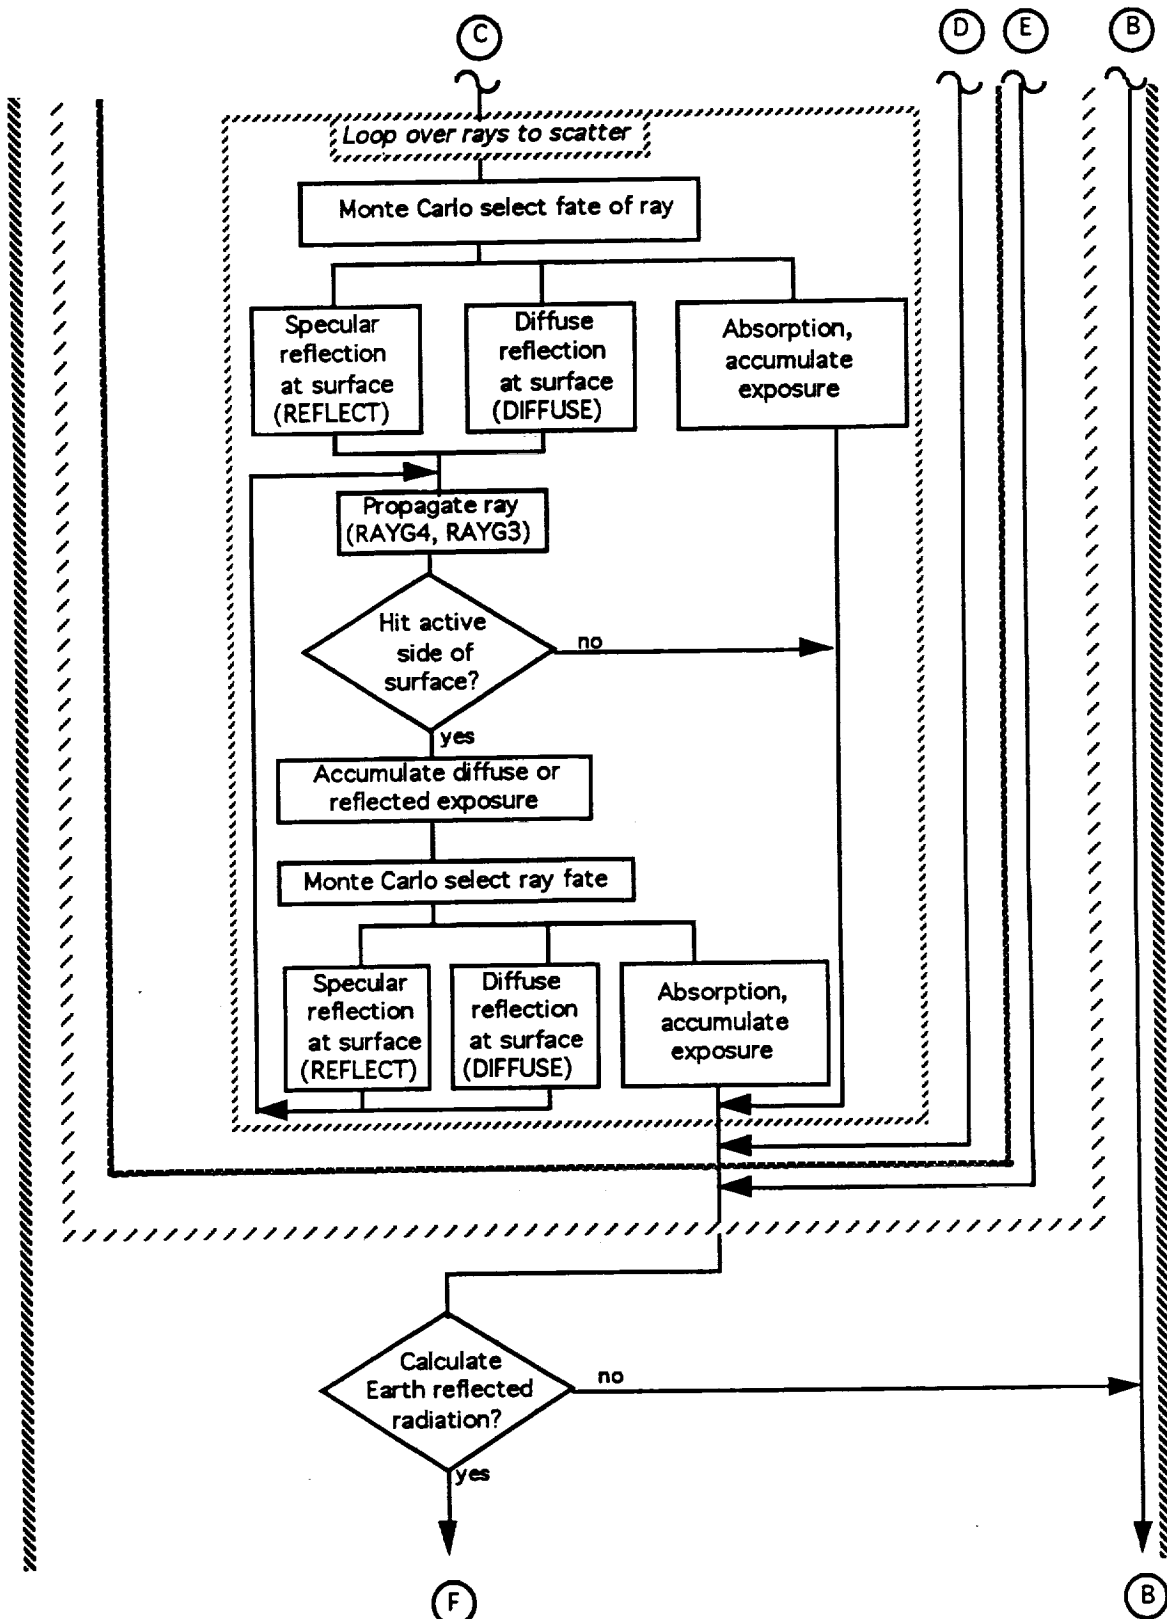 C
D
E
B
Loop over rays to scatter
Monte Carlo select fate of ray
Specular
reflection
at surface
(REFLECT)
Diffuse
reflection
at surface
(DIFFUSE)
Absorption,
accumulate
exposure
Propagate ray
(RAYG4, RAYG3)
Hit active
side of
surface?
no
yes
Accumulate diffuse or
reflected exposure
Monte Carlo select ray fate
Specular
reflection
at surface
(REFLECT)
Diffuse
reflection
at surface
(DIFFUSE)
Absorption,
accumulate
exposure
Calculate
Earth reflected
radiation?
no
yes
F
B